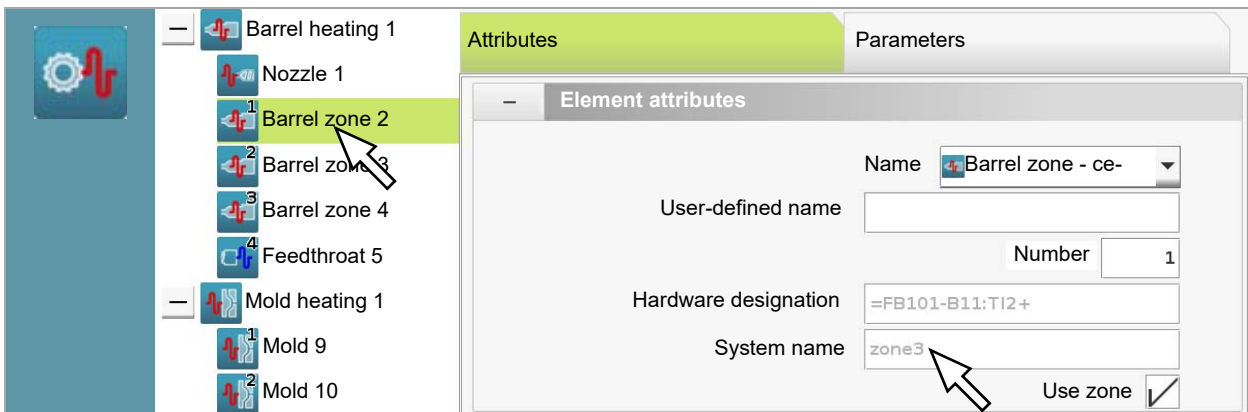 Barrel heating 1
Nozzle 1
1
Barrel zone 2
2
Barrel zone 3
3
Barrel zone 4
4
Feedthroat 5
Mold heating 1
1
Mold 9
2
Mold 10
Attributes
Parameters
Element attributes
Name Barrel zone - ce-
User-defined name
Number 1
Hardware designation =FB101-B11:TI2+
System name zone3
Use zone